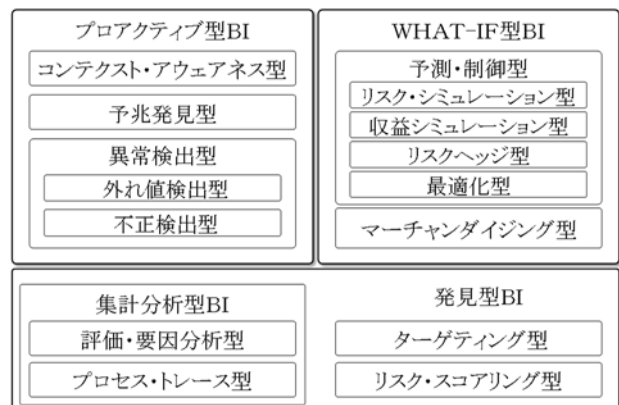 プロアクティブ型BI
コンテクスト・アウェアネス型
予兆発見型
異常検出型
外れ値検出型
不正検出型
WHAT-IF型BI
予測・制御型
リスク・シミュレーション型
収益シミュレーション型
リスクヘッジ型
最適化型
マーチャンダイジング型
集計分析型BI
評価・要因分析型
プロセス・トレース型
発見型BI
ターゲティング型
リスク・スコアリング型